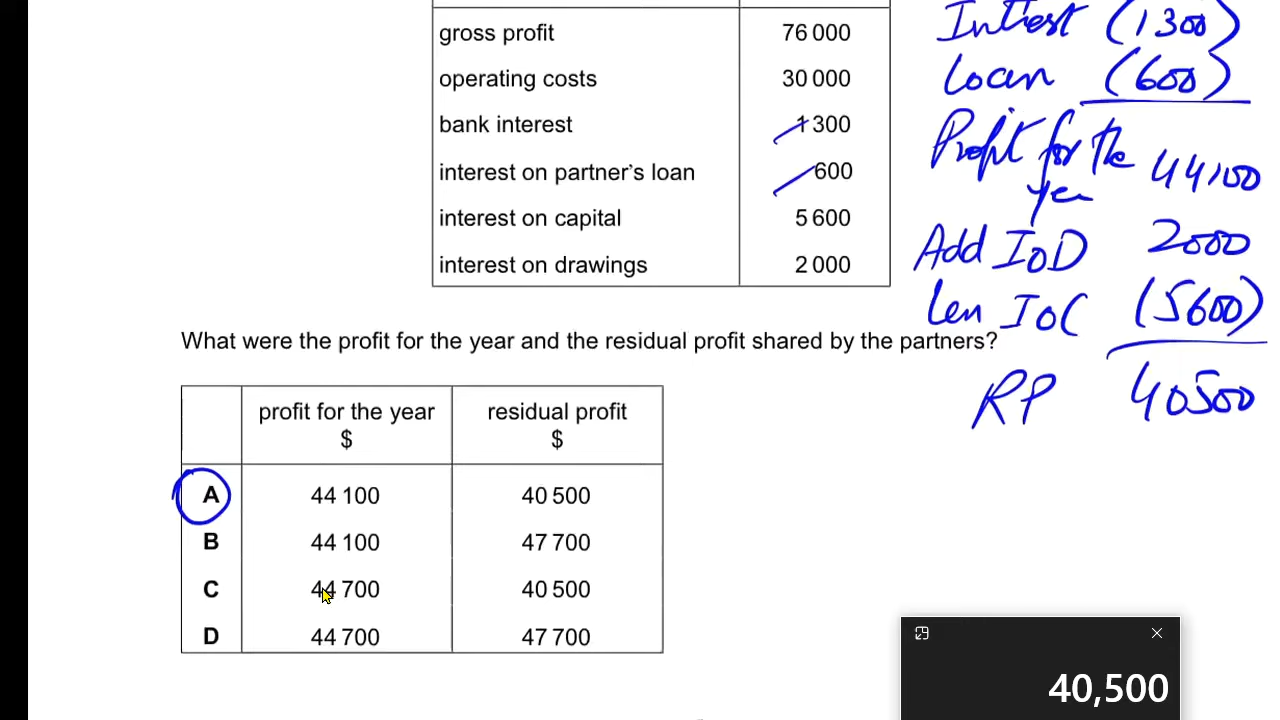 gross profit 76 000
operating costs 30 000
bank interest 1 300
interest on partner's loan 600
interest on capital 5 600
interest on drawings 2 000
Interest (1300)
Loan (600)
Profit for the year 44100
Add IoD 2000
Less IoC (5600)
RP 40500
What were the profit for the year and the residual profit shared by the partners?
profit for the year residual profit
$ $
A 44 100 40 500
B 44 100 47 700
C 44 700 40 500
D 44 700 47 700
40,500